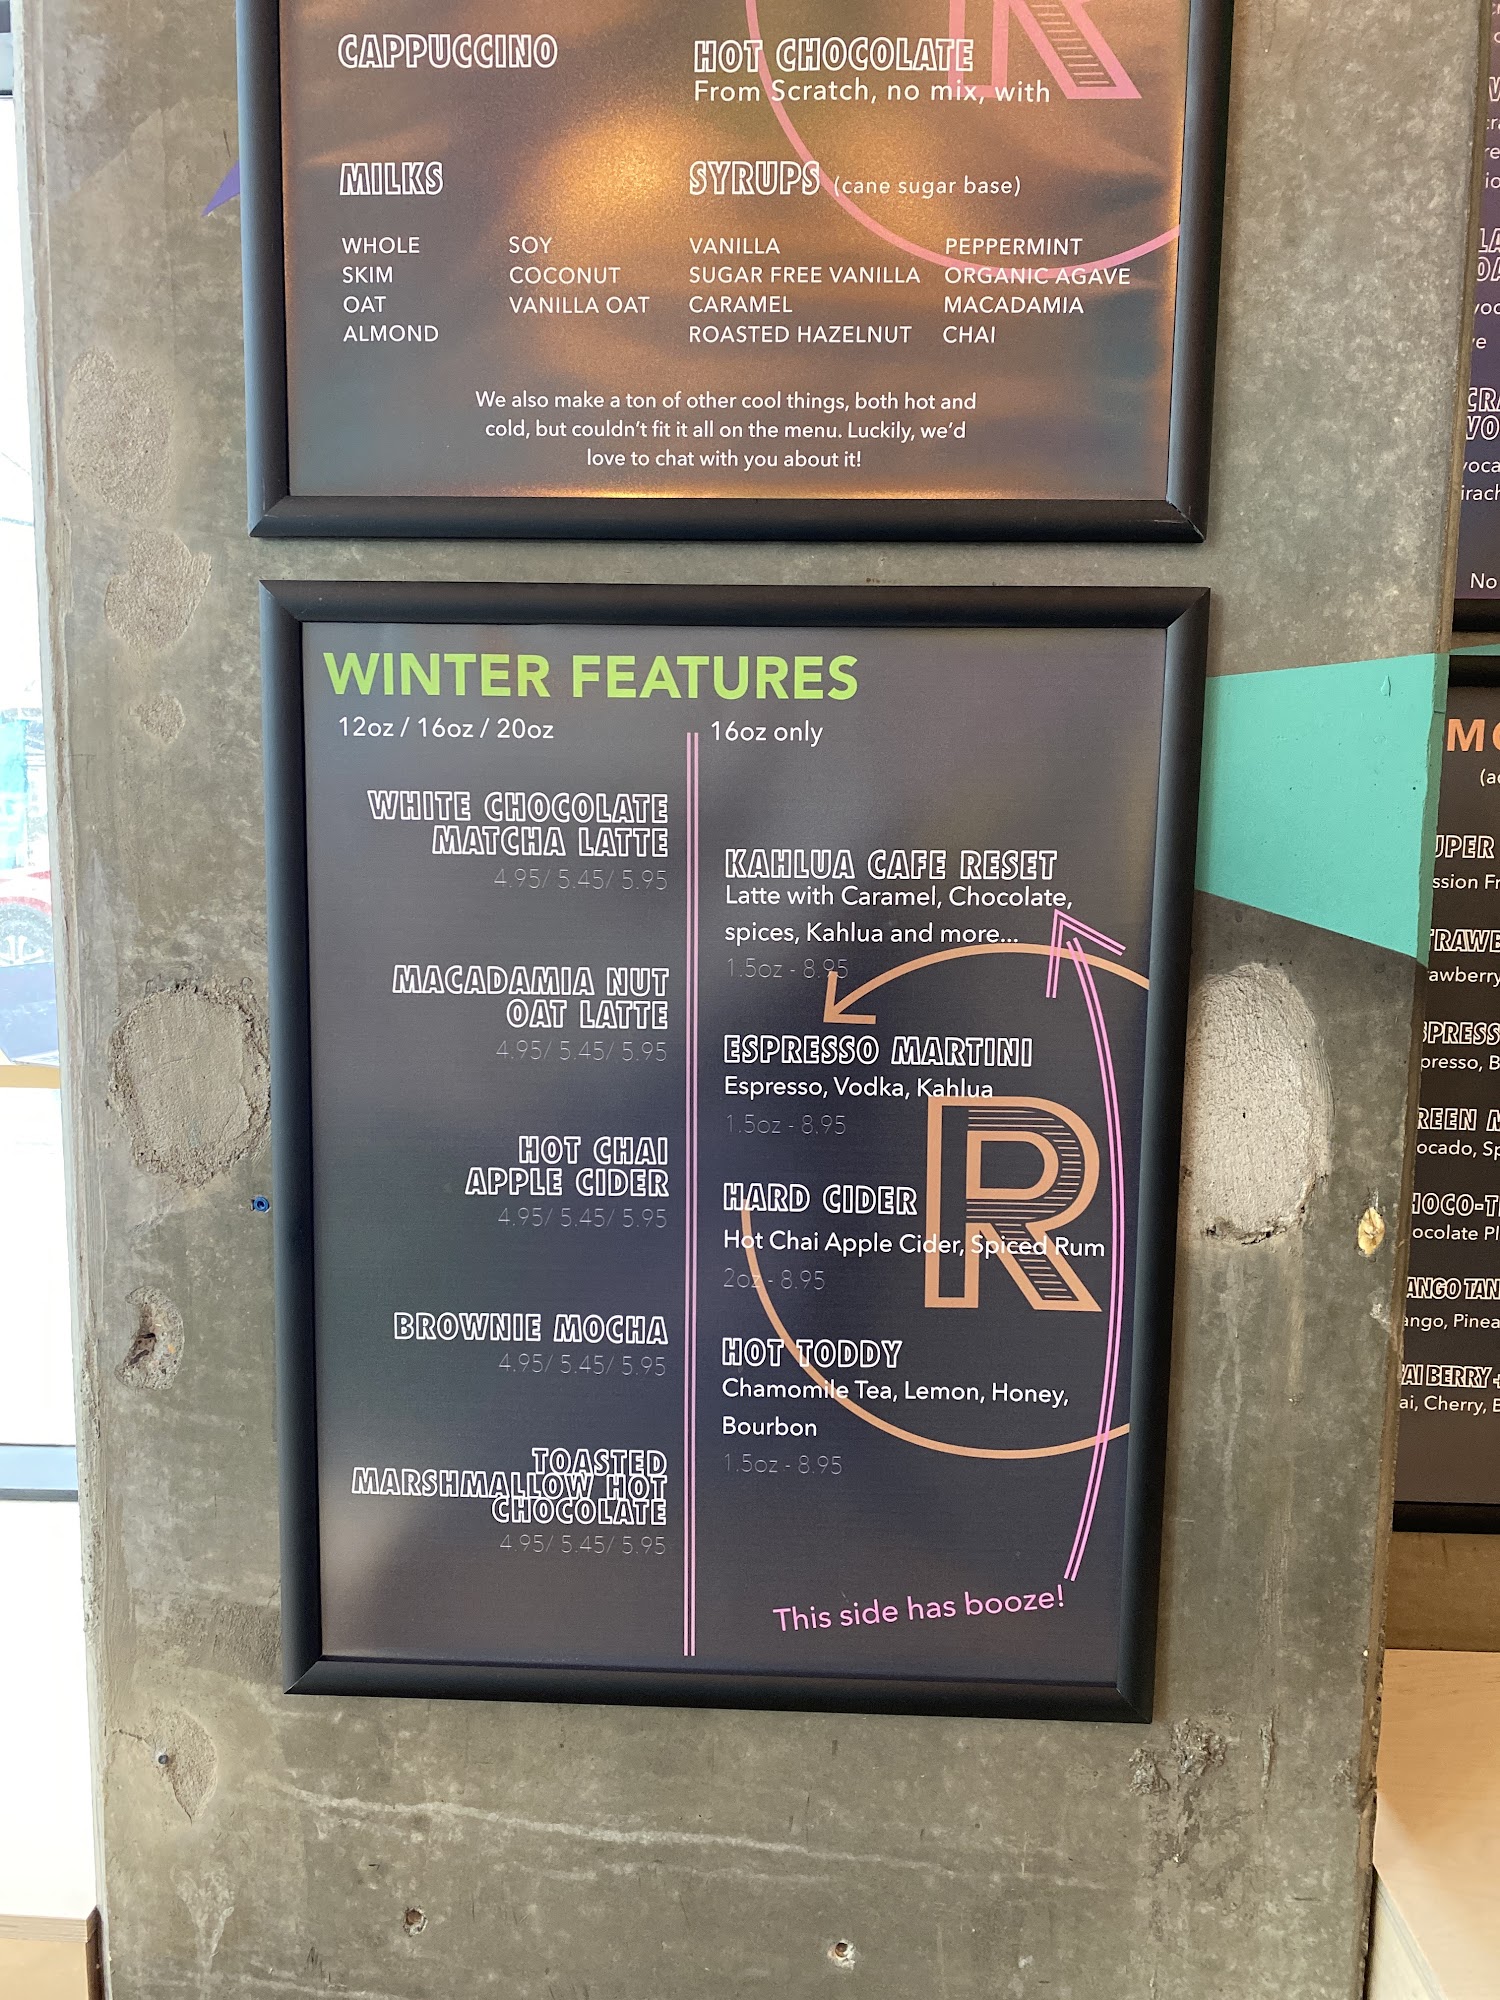 CAPPUCCINO
HOT CHOCOLATE
From Scratch, no mix, with
MILKS
WHOLE
SKIM
OAT
ALMOND
SOY
COCONUT
VANILLA OAT
SYRUPS (cane sugar base)
VANILLA
SUGAR FREE VANILLA
CARAMEL
ROASTED HAZELNUT
PEPPERMINT
ORGANIC AGAVE
MACADAMIA
CHAI
We also make a ton of other cool things, both hot and
cold, but couldn't fit it all on the menu. Luckily, we'd
love to chat with you about it!
WINTER FEATURES
12oz / 16oz / 20oz
WHITE CHOCOLATE
MATCHA LATTE
4.95/ 5.45/ 5.95
MACADAMIA NUT
OAT LATTE
4.95/ 5.45/ 5.95
HOT CHAI
APPLE CIDER
4.95/ 5.45/ 5.95
BROWNIE MOCHA
4.95/ 5.45/ 5.95
TOASTED
MARSHMALLOW HOT
CHOCOLATE
4.95/ 5.45/ 5.95
16oz only
KAHLUA CAFE RESET
Latte with Caramel, Chocolate,
spices, Kahlua and more...
1.5oz - 8.95
ESPRESSO MARTINI
Espresso, Vodka, Kahlua
1.5oz - 8.95
HARD CIDER
Hot Chai Apple Cider, Spiced Rum
2oz - 8.95
HOT TODDY
Chamomile Tea, Lemon, Honey,
Bourbon
1.5oz - 8.95
R
This side has booze!
No